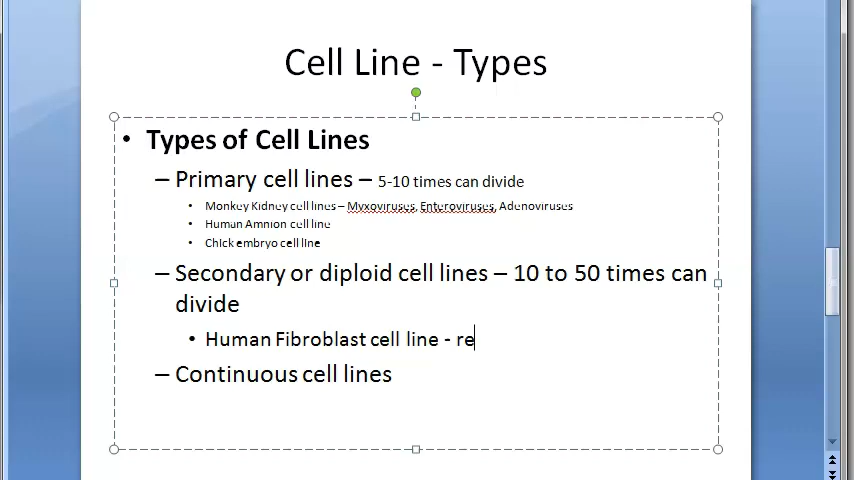 Cell Line - Types
• Types of Cell Lines
– Primary cell lines – 5-10 times can divide
• Monkey Kidney cell lines – Myxoviruses, Enteroviruses, Adenoviruses
• Human Amnion cell line
• Chick embryo cell line
– Secondary or diploid cell lines – 10 to 50 times can
divide
• Human Fibroblast cell line - re
– Continuous cell lines